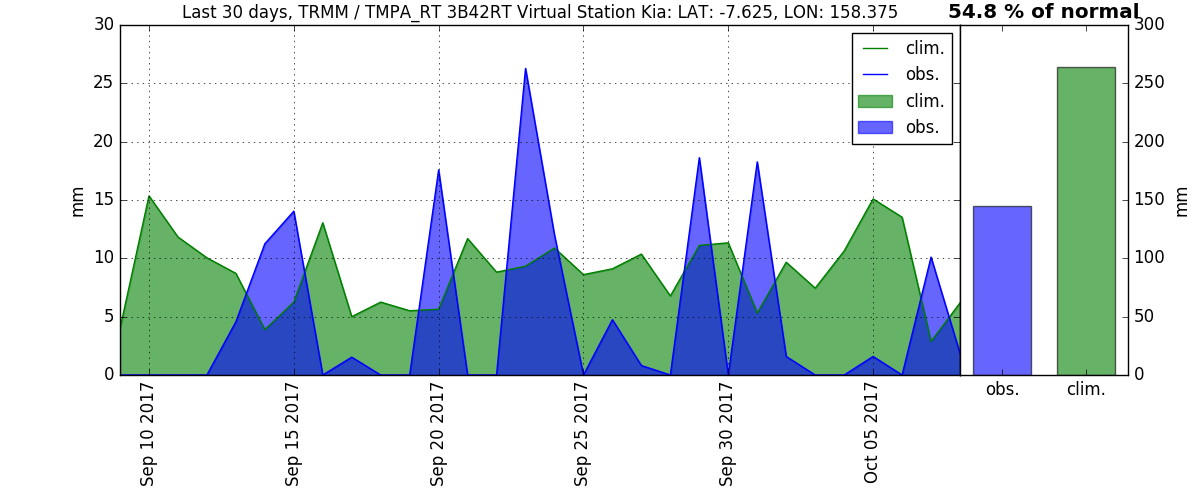 Last 30 days, TRMM / TMPA_RT 3B42RT Virtual Station Kia: LAT: -7.625, LON: 158.375
54.8 % of normal
30
25
20
15
10
5
0
mm
clim.
obs.
clim.
obs.
Sep 10 2017
Sep 15 2017
Sep 20 2017
Sep 25 2017
Sep 30 2017
Oct 05 2017
300
250
200
150
100
50
0
mm
obs.
clim.